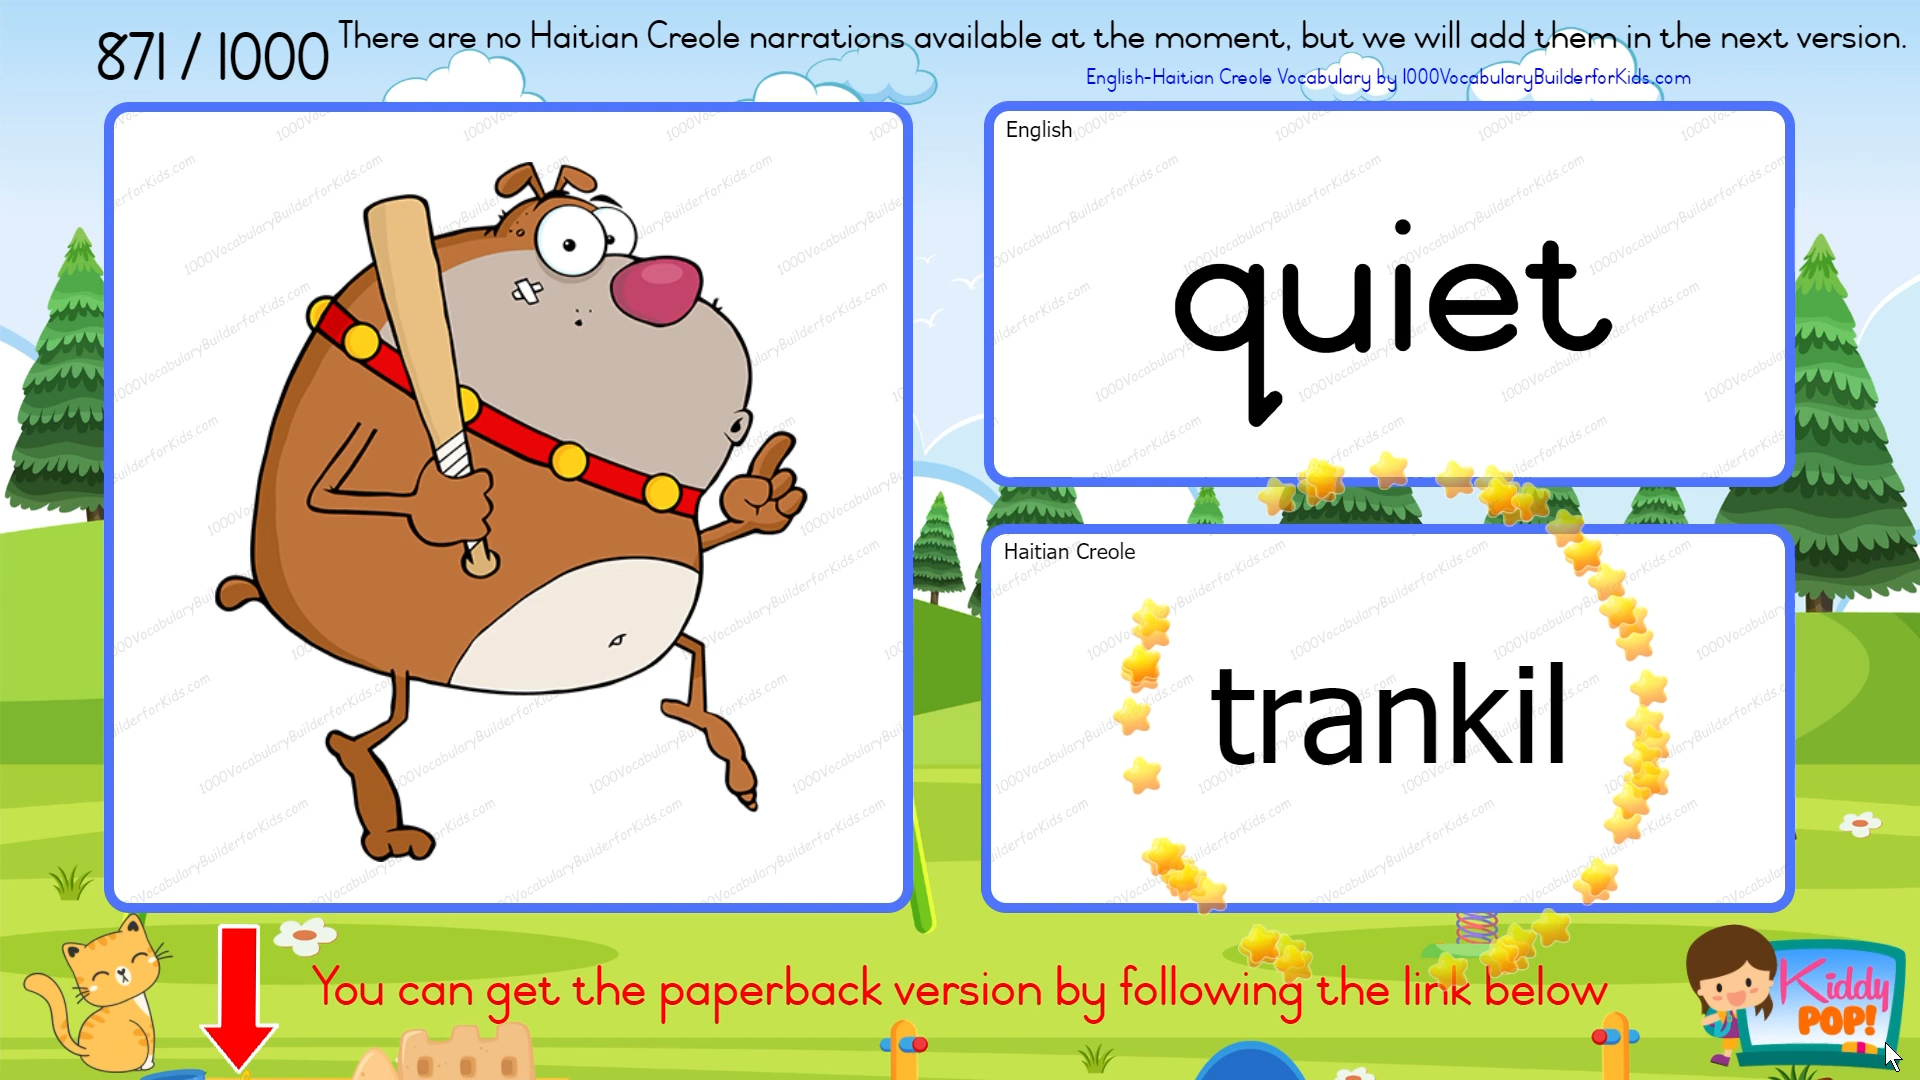 871 / 1000
There are no Haitian Creole narrations available at the moment, but we will add them in the next version.
English-Haitian Creole Vocabulary by 1000VocabularyBuilderforKids.com
English
quiet
Haitian Creole
trankil
You can get the paperback version by following the link below
Kiddy
POP!
1000VocabularyBuilderforKids.com